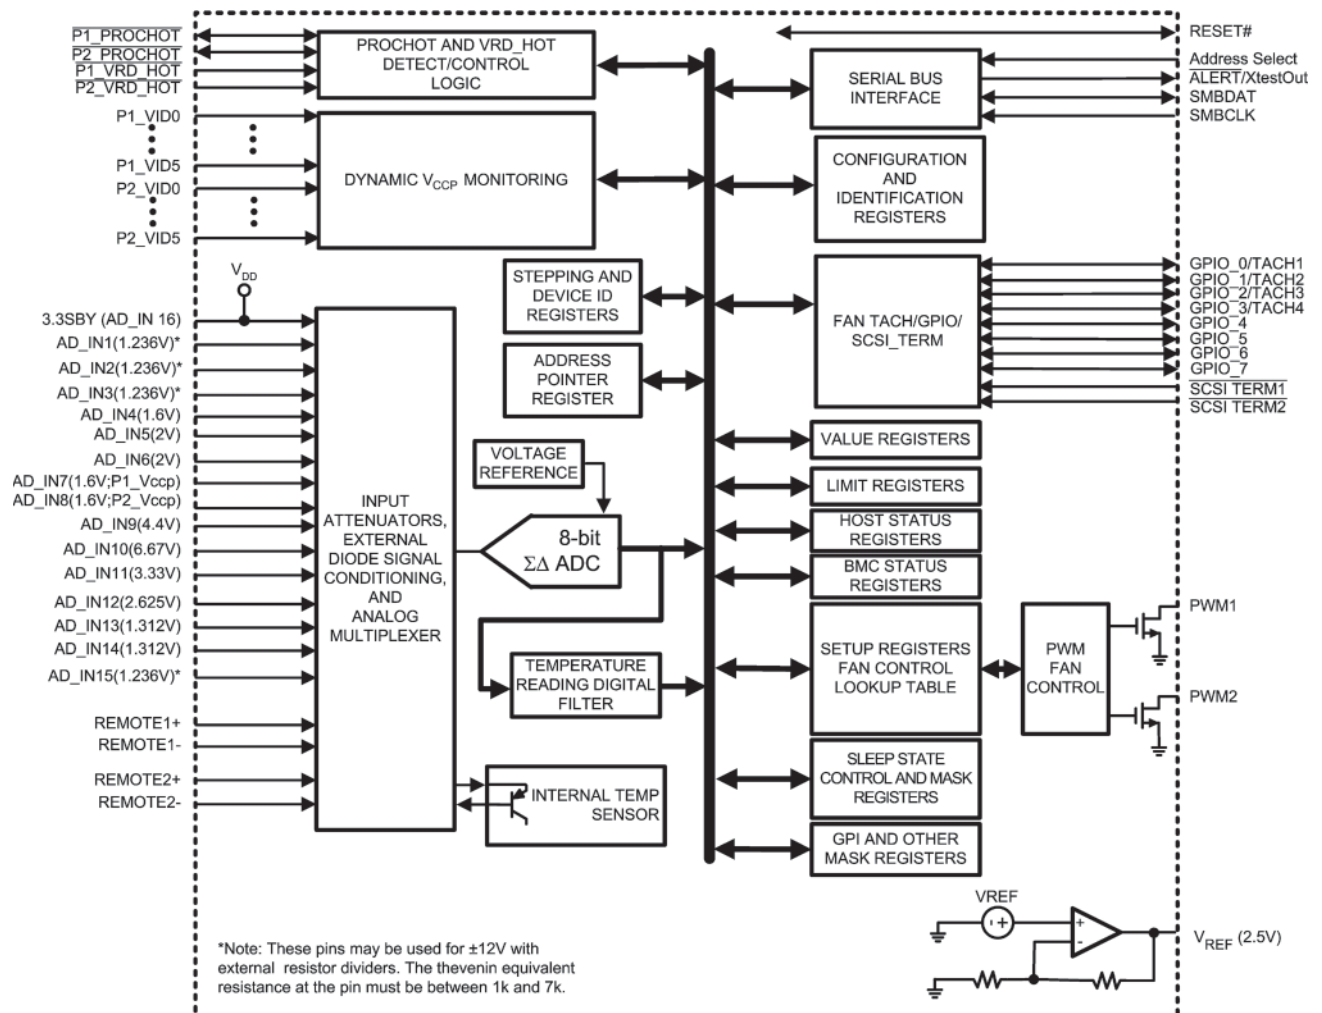 P1_PROCHOT
P2_PROCHOT
P1_VRD_HOT
P2_VRD_HOT
PROCHOT AND VRD_HOT
DETECT/CONTROL
LOGIC
P1_VID0
P1_VID5
P2_VID0
P2_VID5
DYNAMIC VCCP MONITORING
VDD
3.3SBY (AD_IN 16)
AD_IN1(1.236V)*
AD_IN2(1.236V)*
AD_IN3(1.236V)*
AD_IN4(1.6V)
AD_IN5(2V)
AD_IN6(2V)
AD_IN7(1.6V;P1_Vccp)
AD_IN8(1.6V;P2_Vccp)
AD_IN9(4.4V)
AD_IN10(6.67V)
AD_IN11(3.33V)
AD_IN12(2.625V)
AD_IN13(1.312V)
AD_IN14(1.312V)
AD_IN15(1.236V)*
REMOTE1+
REMOTE1-
REMOTE2+
REMOTE2-
INPUT
ATTENUATORS,
EXTERNAL
DIODE SIGNAL
CONDITIONING,
AND
ANALOG
MULTIPLEXER
STEPPING AND
DEVICE ID
REGISTERS
ADDRESS
POINTER
REGISTER
VOLTAGE
REFERENCE
8-bit
ΣΔ ADC
TEMPERATURE
READING DIGITAL
FILTER
INTERNAL TEMP
SENSOR
RESET#
Address Select
ALERT/XtestOut
SMBDAT
SMBCLK
SERIAL BUS
INTERFACE
CONFIGURATION
AND
IDENTIFICATION
REGISTERS
FAN TACH/GPIO/
SCSI_TERM
GPIO_0/TACH1
GPIO_1/TACH2
GPIO_2/TACH3
GPIO_3/TACH4
GPIO_4
GPIO_5
GPIO_6
GPIO_7
SCSI TERM1
SCSI TERM2
VALUE REGISTERS
LIMIT REGISTERS
HOST STATUS
REGISTERS
BMC STATUS
REGISTERS
SETUP REGISTERS
FAN CONTROL
LOOKUP TABLE
PWM
FAN
CONTROL
PWM1
PWM2
SLEEP STATE
CONTROL AND MASK
REGISTERS
GPI AND OTHER
MASK REGISTERS
VREF
- +
+
-
VREF (2.5V)
*Note: These pins may be used for ±12V with
external resistor dividers. The thevenin equivalent
resistance at the pin must be between 1k and 7k.